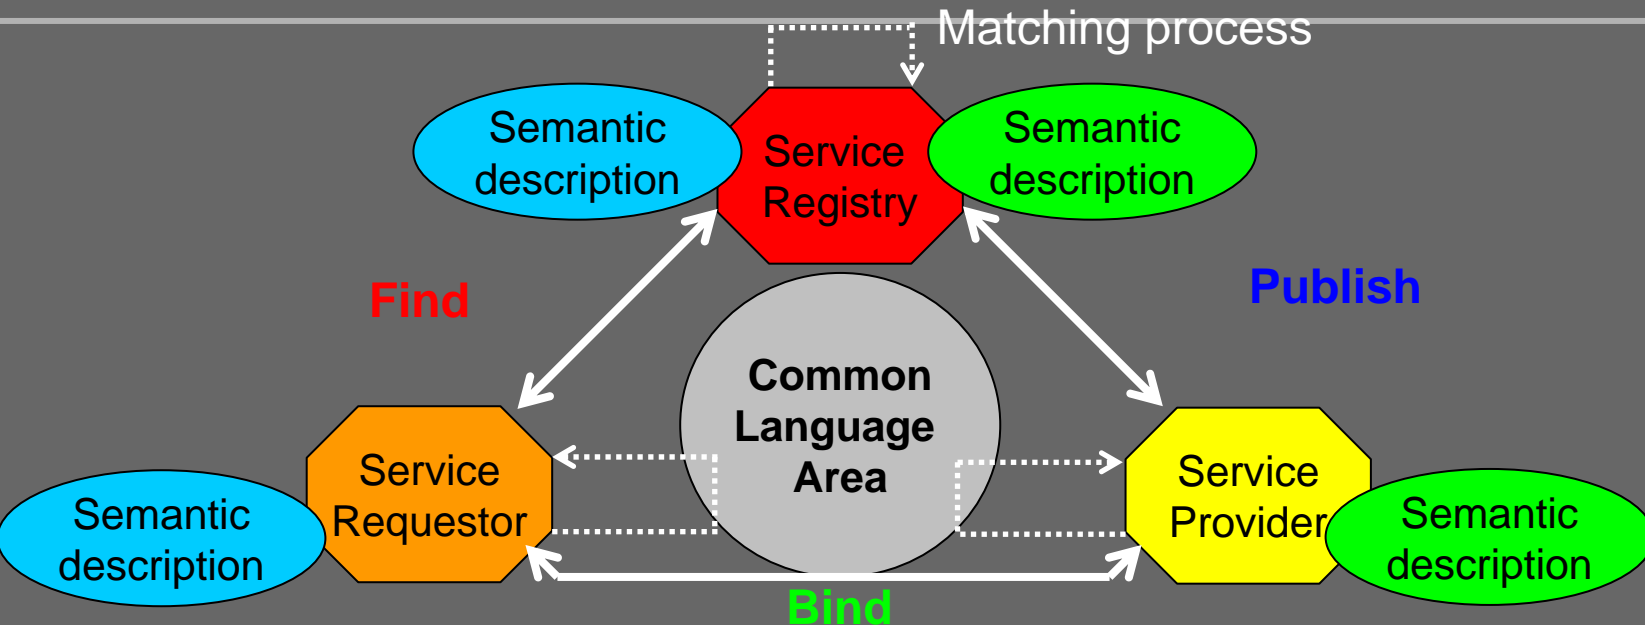 Matching process
Semantic
description
Service
Registry
Semantic
description
Find
Publish
Common
Language
Area
Service
Requestor
Semantic
description
Service
Provider
Semantic
description
Bind